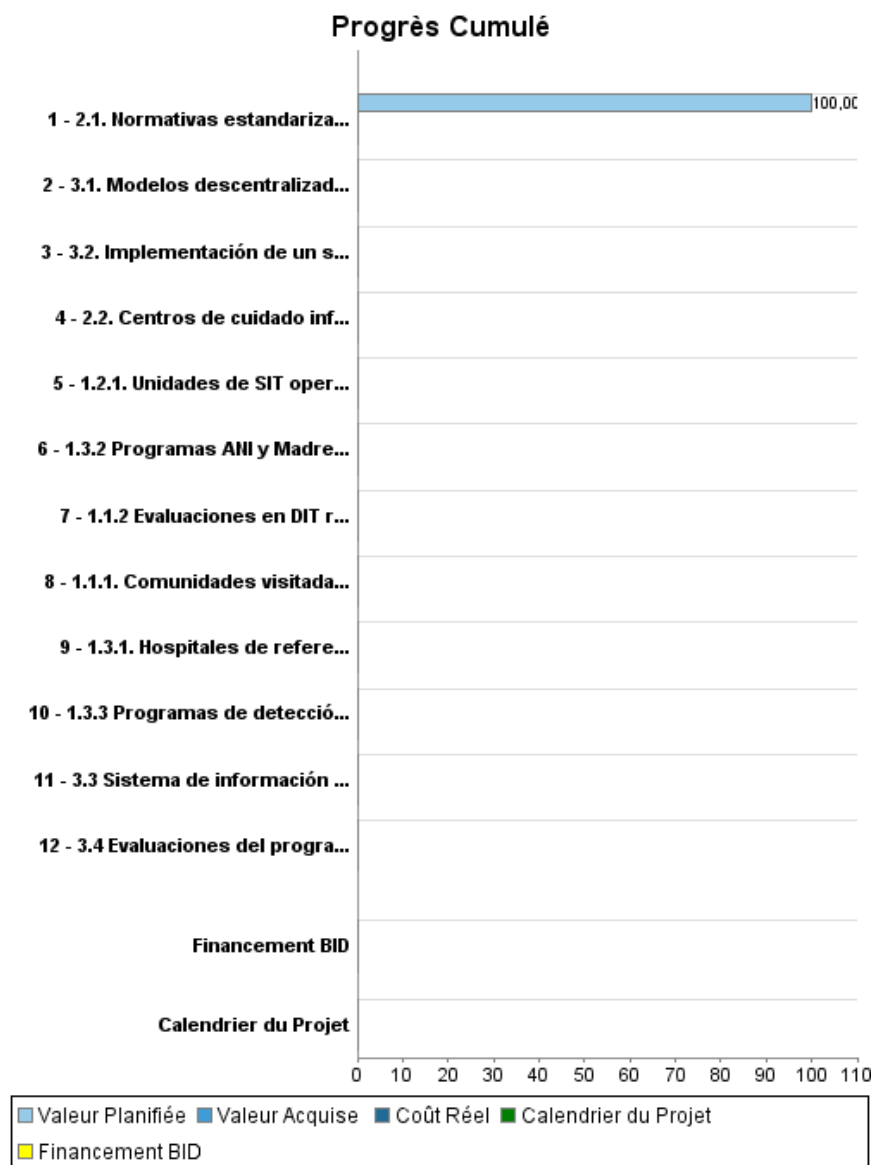 Progrès Cumulé
100,00
1 - 2.1. Normativas estandariza...
2 - 3.1. Modelos descentralizad...
3 - 3.2. Implementación de un s...
4 - 2.2. Centros de cuidado inf...
5 - 1.2.1. Unidades de SIT oper...
6 - 1.3.2 Programas ANI y Madre...
7 - 1.1.2 Evaluaciones en DIT r...
8 - 1.1.1. Comunidades visitada...
9 - 1.3.1. Hospitales de refere...
10 - 1.3.3 Programas de detecció...
11 - 3.3 Sistema de información ...
12 - 3.4 Evaluaciones del progra...
Financement BID
Calendrier du Projet
0 10 20 30 40 50 60 70 80 90 100 110
Valeur Planifiée Valeur Acquise Coût Réel Calendrier du Projet
Financement BID